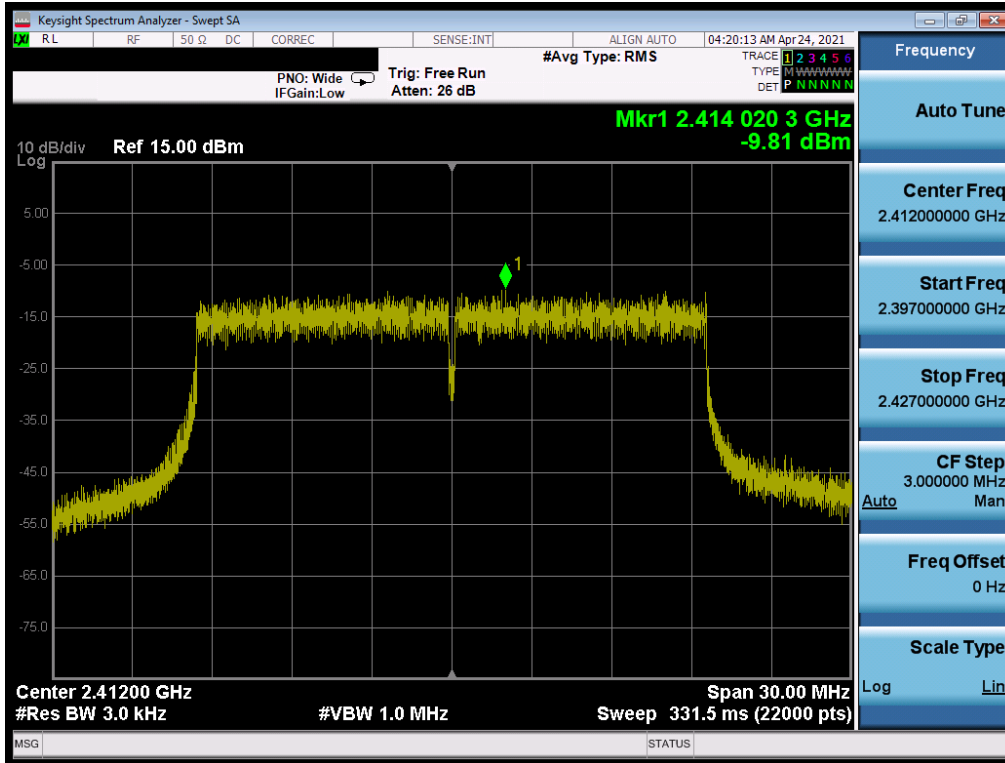 Keysight Spectrum Analyzer - Swept SA
LXI RL RF 50 Ω DC CORREC SENSE:INT ALIGN AUTO 04:20:13 AM Apr 24, 2021
PNO: Wide
IFGain:Low
Trig: Free Run
Atten: 26 dB
#Avg Type: RMS
TRACE 1 2 3 4 5 6
TYPE M WWWWW
DET P N N N N N
Mkr1 2.414 020 3 GHz
-9.81 dBm
10 dB/div Ref 15.00 dBm
Log
1
5.00
-5.00
-15.0
-25.0
-35.0
-45.0
-55.0
-65.0
-75.0
Center 2.41200 GHz Span 30.00 MHz
#Res BW 3.0 kHz #VBW 1.0 MHz Sweep 331.5 ms (22000 pts)
MSG STATUS
Frequency
Auto Tune
Center Freq
2.412000000 GHz
Start Freq
2.397000000 GHz
Stop Freq
2.427000000 GHz
CF Step
3.000000 MHz
Auto Man
Freq Offset
0 Hz
Scale Type
Log Lin